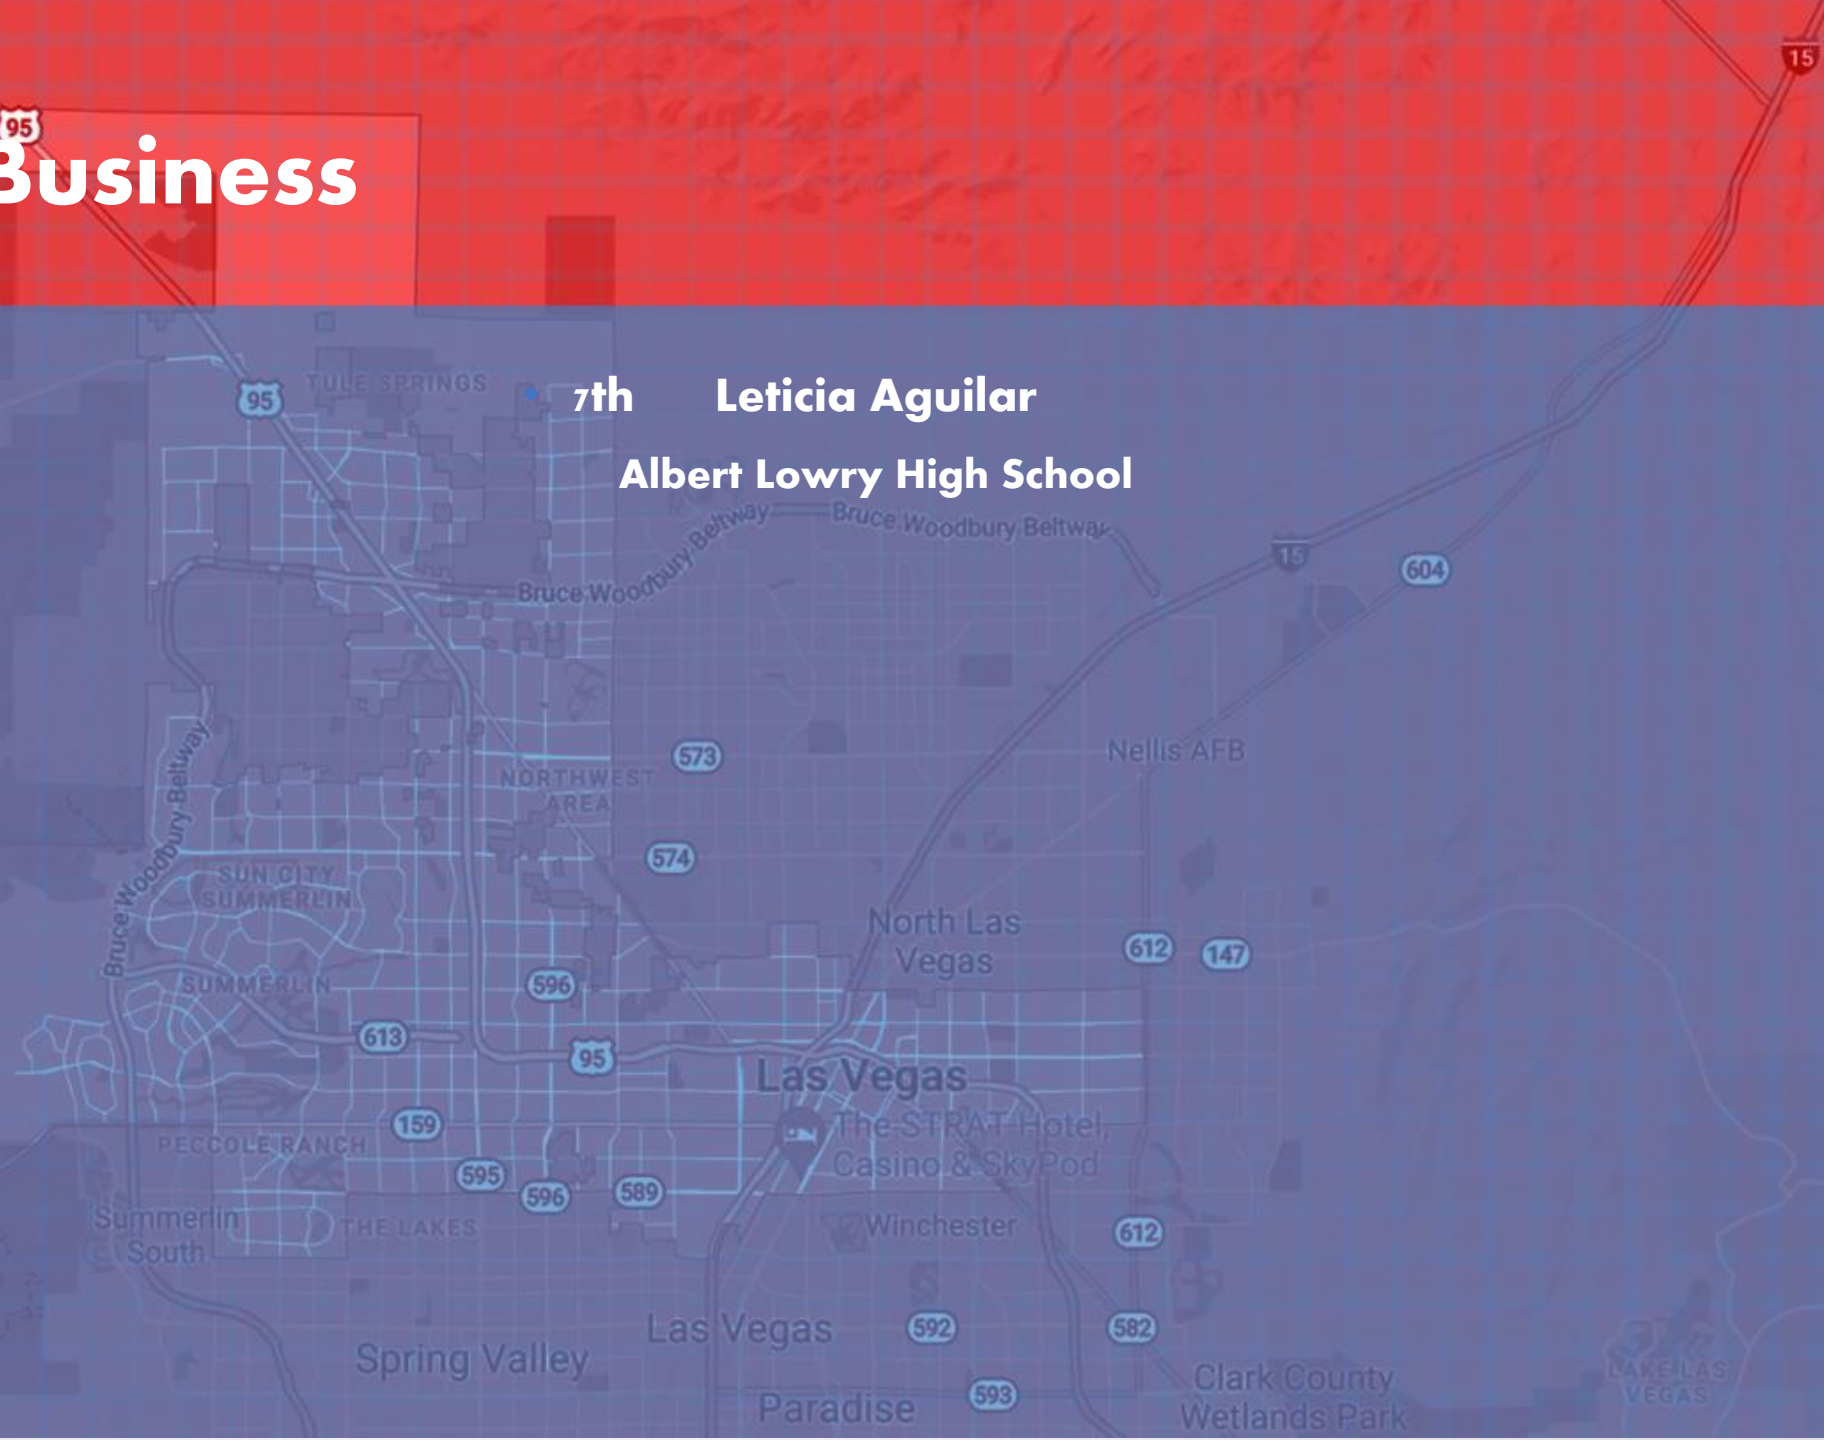 15
95
Business
95
TULE SPRINGS
7th Leticia Aguilar
Albert Lowry High School
Bruce Woodbury Beltway
Bruce Woodbury Beltway
15
604
573
Nellis AFB
NORTHWEST
AREA
Bruce Woodbury Beltway
574
SUN CITY
SUMMERLIN
North Las
Vegas
612
147
SUMMERLIN
596
613
95
Las Vegas
The STRAT Hotel,
Casino & SkyPod
159
PECCOLE RANCH
595
596
589
Summerlin
South
THE LAKES
Winchester
612
Las Vegas
592
582
Spring Valley
593
Paradise
Clark County
Wetlands Park
LAKE LAS
VEGAS